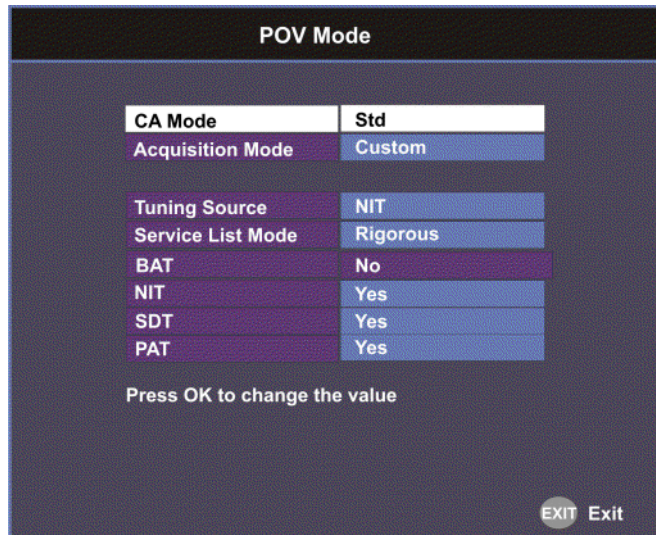 POV Mode
CA Mode Std
Acquisition Mode Custom
Tuning Source NIT
Service List Mode Rigorous
BAT No
NIT Yes
SDT Yes
PAT Yes
Press OK to change the value
EXIT Exit